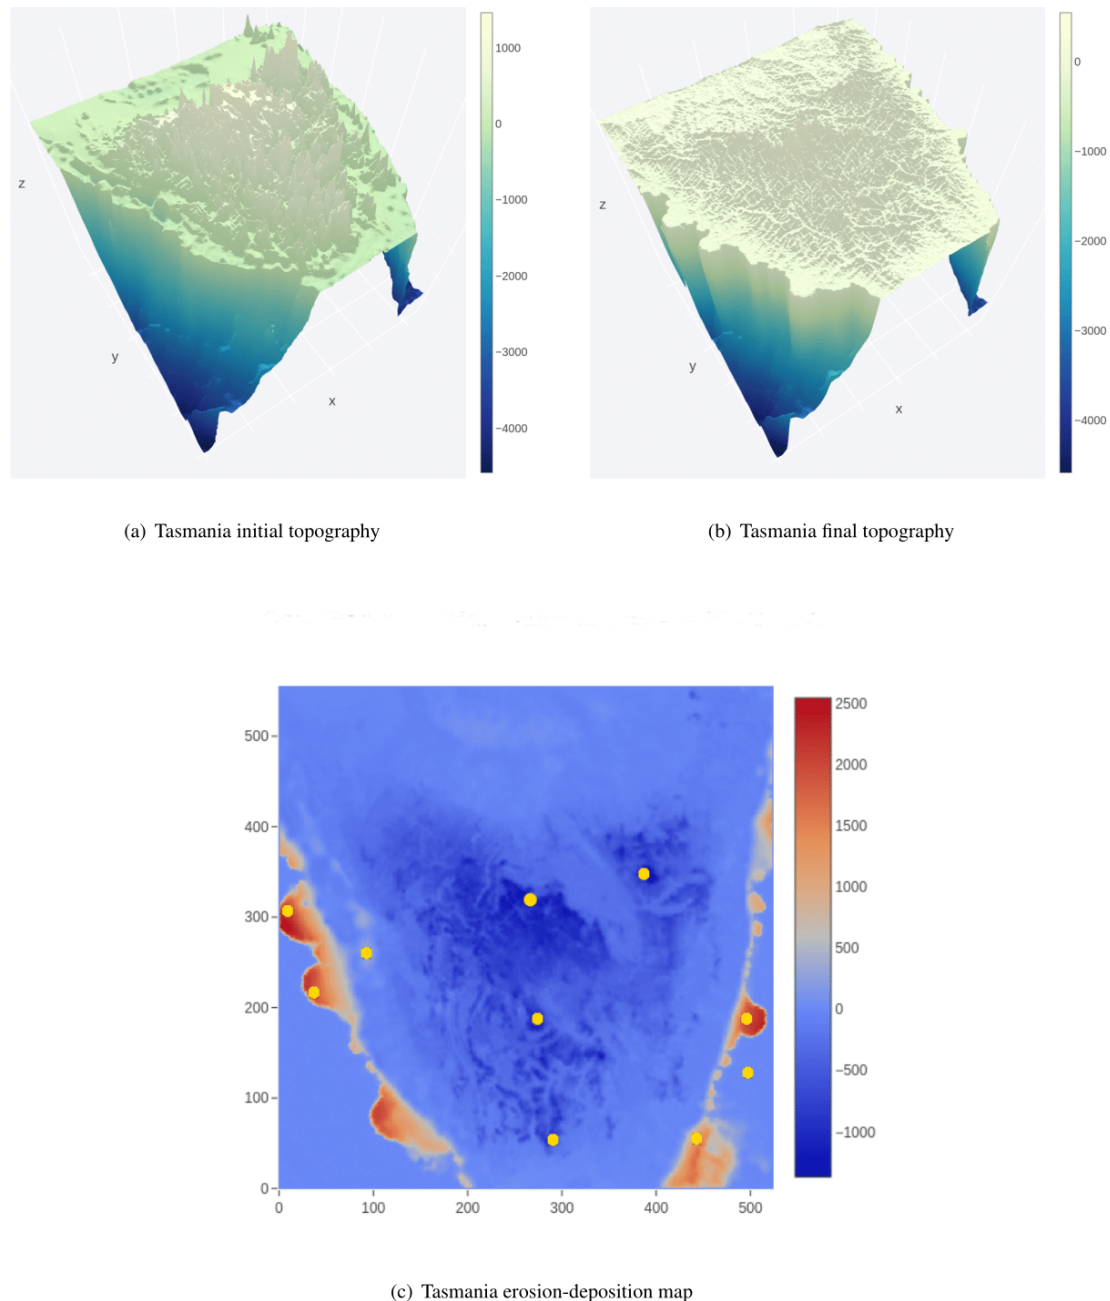 1000
0
−1000
−2000
−3000
−4000
z
y
x
0
−1000
−2000
−3000
−4000
z
y
x
(a) Tasmania initial topography
(b) Tasmania final topography
500
400
300
200
100
0
0 100 200 300 400 500
2500
2000
1500
1000
500
0
−500
−1000
(c) Tasmania erosion-deposition map